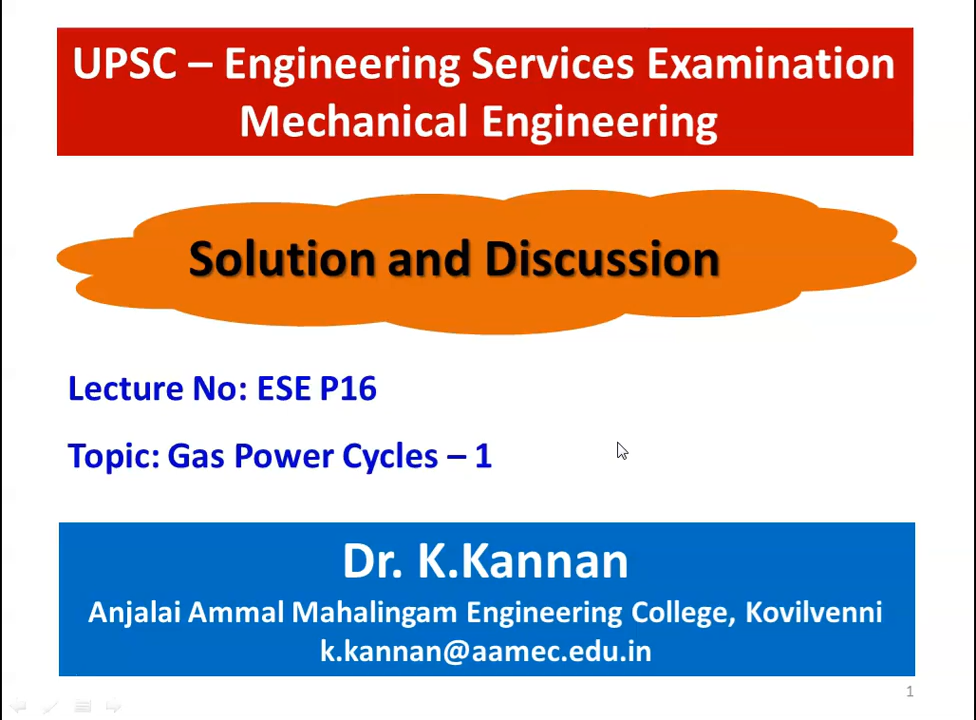 UPSC – Engineering Services Examination
Mechanical Engineering
Solution and Discussion
Lecture No: ESE P16
Topic: Gas Power Cycles – 1
Dr. K.Kannan
Anjalai Ammal Mahalingam Engineering College, Kovilvenni
k.kannan@aamec.edu.in
1